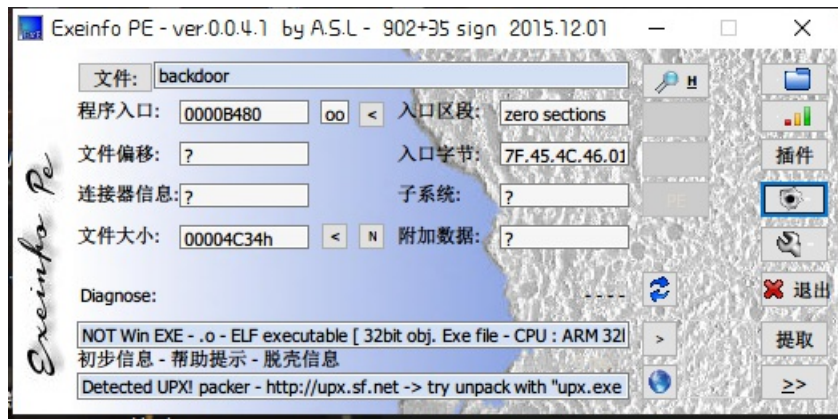 Exeinfo PE - ver.0.0.4.1 by A.S.L - 902+35 sign 2015.12.01
文件: backdoor H
程序入口: 0000B480 oo < 入口区段: zero sections
文件偏移: ? 入口字节: 7F.45.4C.46.01 插件
连接器信息: ? 子系统: ? PE
文件大小: 00004C34h < N 附加数据: ?
Exeinfo Pe
Diagnose: ---- 退出
NOT Win EXE - .o - ELF executable [ 32bit obj. Exe file - CPU : ARM 32l > 提取
初步信息 - 帮助提示 - 脱壳信息
Detected UPX! packer - http://upx.sf.net -> try unpack with "upx.exe >>